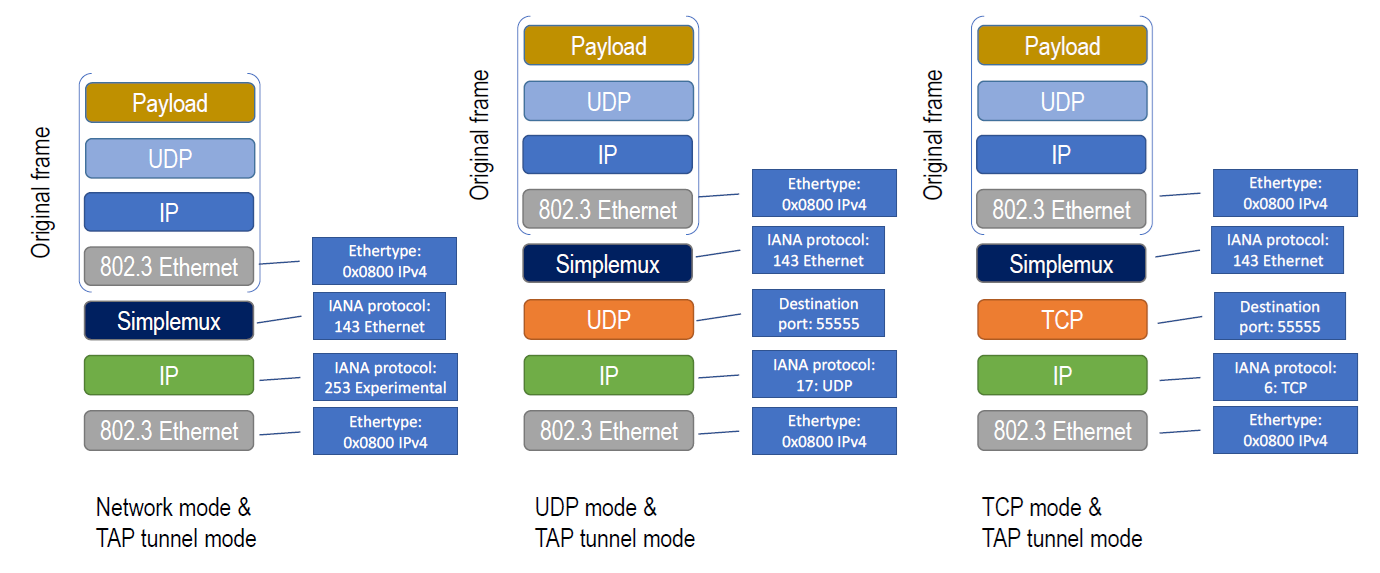 Original frame
Payload
UDP
IP
802.3 Ethernet
Simplemux
IP
802.3 Ethernet
Ethertype:
0x0800 IPv4
IANA protocol:
143 Ethernet
IANA protocol:
253 Experimental
Ethertype:
0x0800 IPv4
Network mode &
TAP tunnel mode
Original frame
Payload
UDP
IP
802.3 Ethernet
Simplemux
UDP
IP
802.3 Ethernet
Ethertype:
0x0800 IPv4
IANA protocol:
143 Ethernet
Destination
port: 55555
IANA protocol:
17: UDP
Ethertype:
0x0800 IPv4
UDP mode &
TAP tunnel mode
Original frame
Payload
UDP
IP
802.3 Ethernet
Simplemux
TCP
IP
802.3 Ethernet
Ethertype:
0x0800 IPv4
IANA protocol:
143 Ethernet
Destination
port: 55555
IANA protocol:
6: TCP
Ethertype:
0x0800 IPv4
TCP mode &
TAP tunnel mode